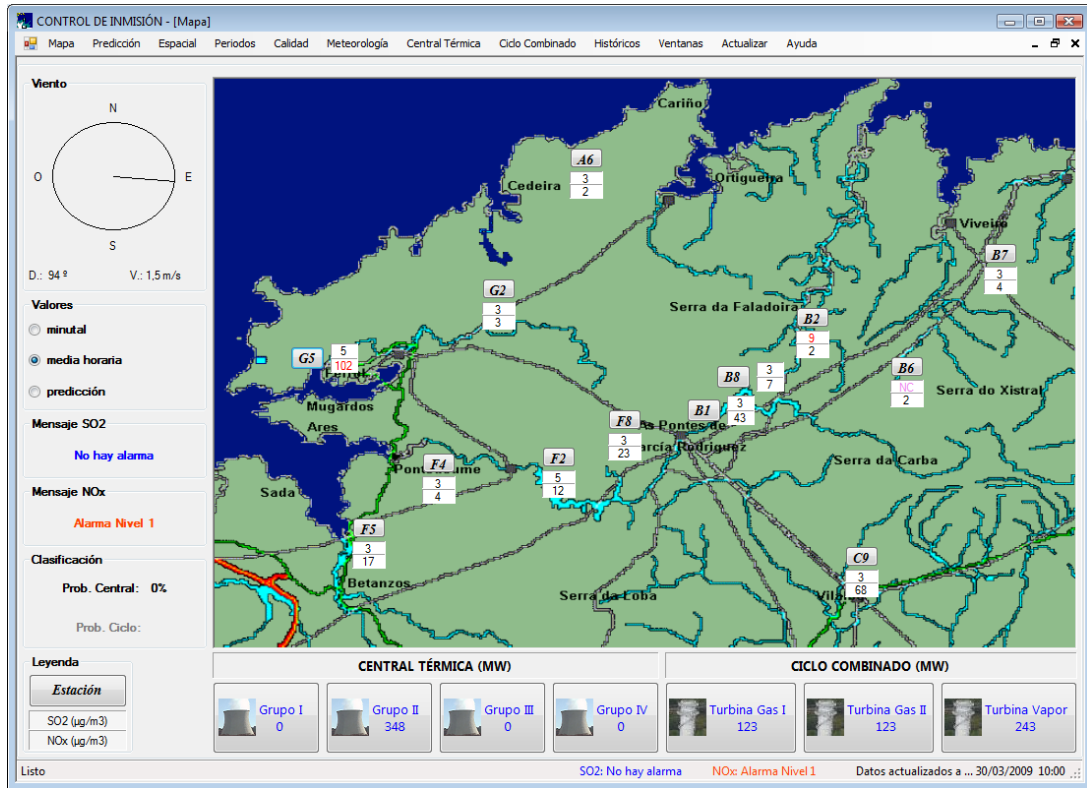 CONTROL DE INMISIÓN - [Mapa]
Mapa Predicción Espacial Periodos Calidad Meteorología Central Térmica Ciclo Combinado Históricos Ventanas Actualizar Ayuda
Viento
N
O E
S
D.: 94 º V.: 1,5 m/s
Valores
minutal
media horaria
predicción
Mensaje SO2
No hay alarma
Mensaje NOx
Alarma Nivel 1
Clasificación
Prob. Central: 0%
Prob. Ciclo:
Leyenda
Estación
SO2 (µg/m3)
NOx (µg/m3)
Cariño
A6
3
2
Cedeira
Ortigueira
Viveiro
B7
3
4
G2
3
3
Serra da Faladoira
B2
9
2
G5
5
102
Ferrol
Mugardos
Ares
B8
3
43
3
7
B6
NC
2
Serra do Xistral
B1
F8
3
23
As Pontes de
García Rodríguez
Serra da Carba
F4
3
4
F2
5
12
Sada
F5
3
17
Betanzos
Serra da Loba
C9
3
68
CENTRAL TÉRMICA (MW)
Grupo I
0
Grupo II
348
Grupo III
0
Grupo IV
0
CICLO COMBINADO (MW)
Turbina Gas I
123
Turbina Gas II
123
Turbina Vapor
243
Listo
SO2: No hay alarma NOx: Alarma Nivel 1 Datos actualizados a ... 30/03/2009 10:00